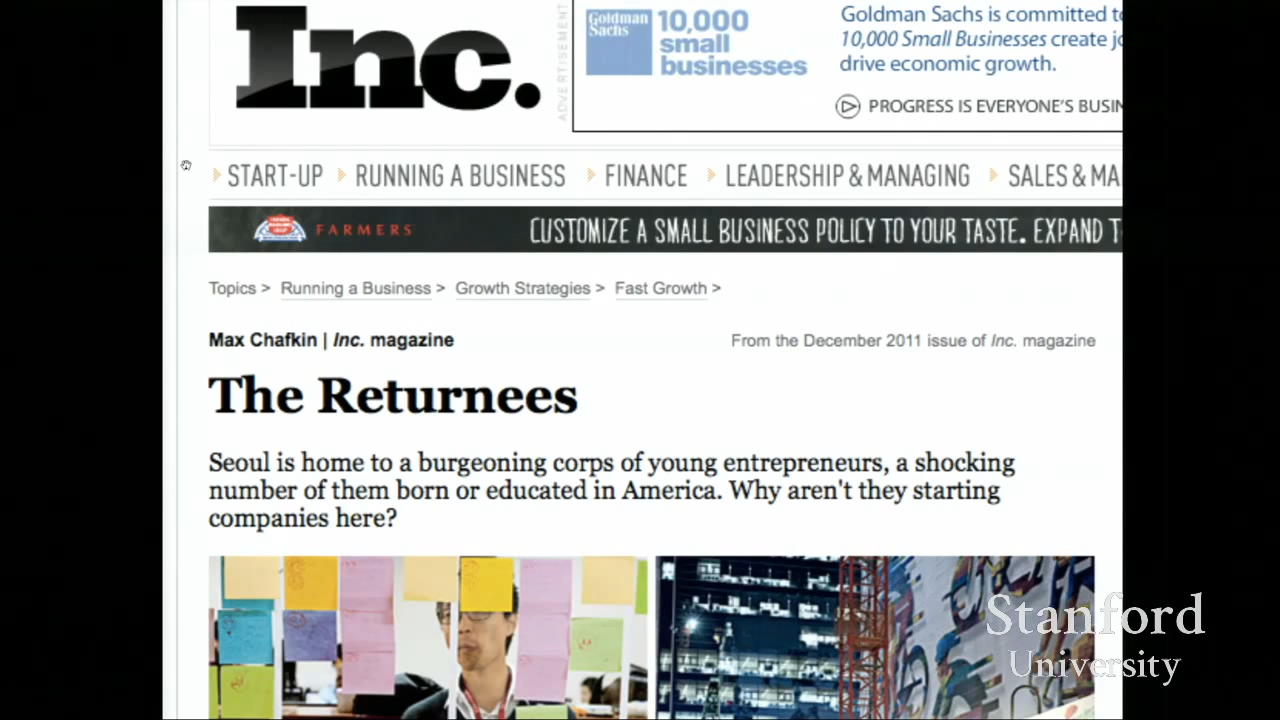 Inc.
ADVERTISEMENT
Goldman
Sachs
10,000
small
businesses
Goldman Sachs is committed to
10,000 Small Businesses create jo
drive economic growth.
PROGRESS IS EVERYONE'S BUSIN
START-UP RUNNING A BUSINESS FINANCE LEADERSHIP & MANAGING SALES & MA
FARMERS CUSTOMIZE A SMALL BUSINESS POLICY TO YOUR TASTE. EXPAND T
Topics > Running a Business > Growth Strategies > Fast Growth >
Max Chafkin | Inc. magazine From the December 2011 issue of Inc. magazine
The Returnees
Seoul is home to a burgeoning corps of young entrepreneurs, a shocking
number of them born or educated in America. Why aren't they starting
companies here?
Stanford
University